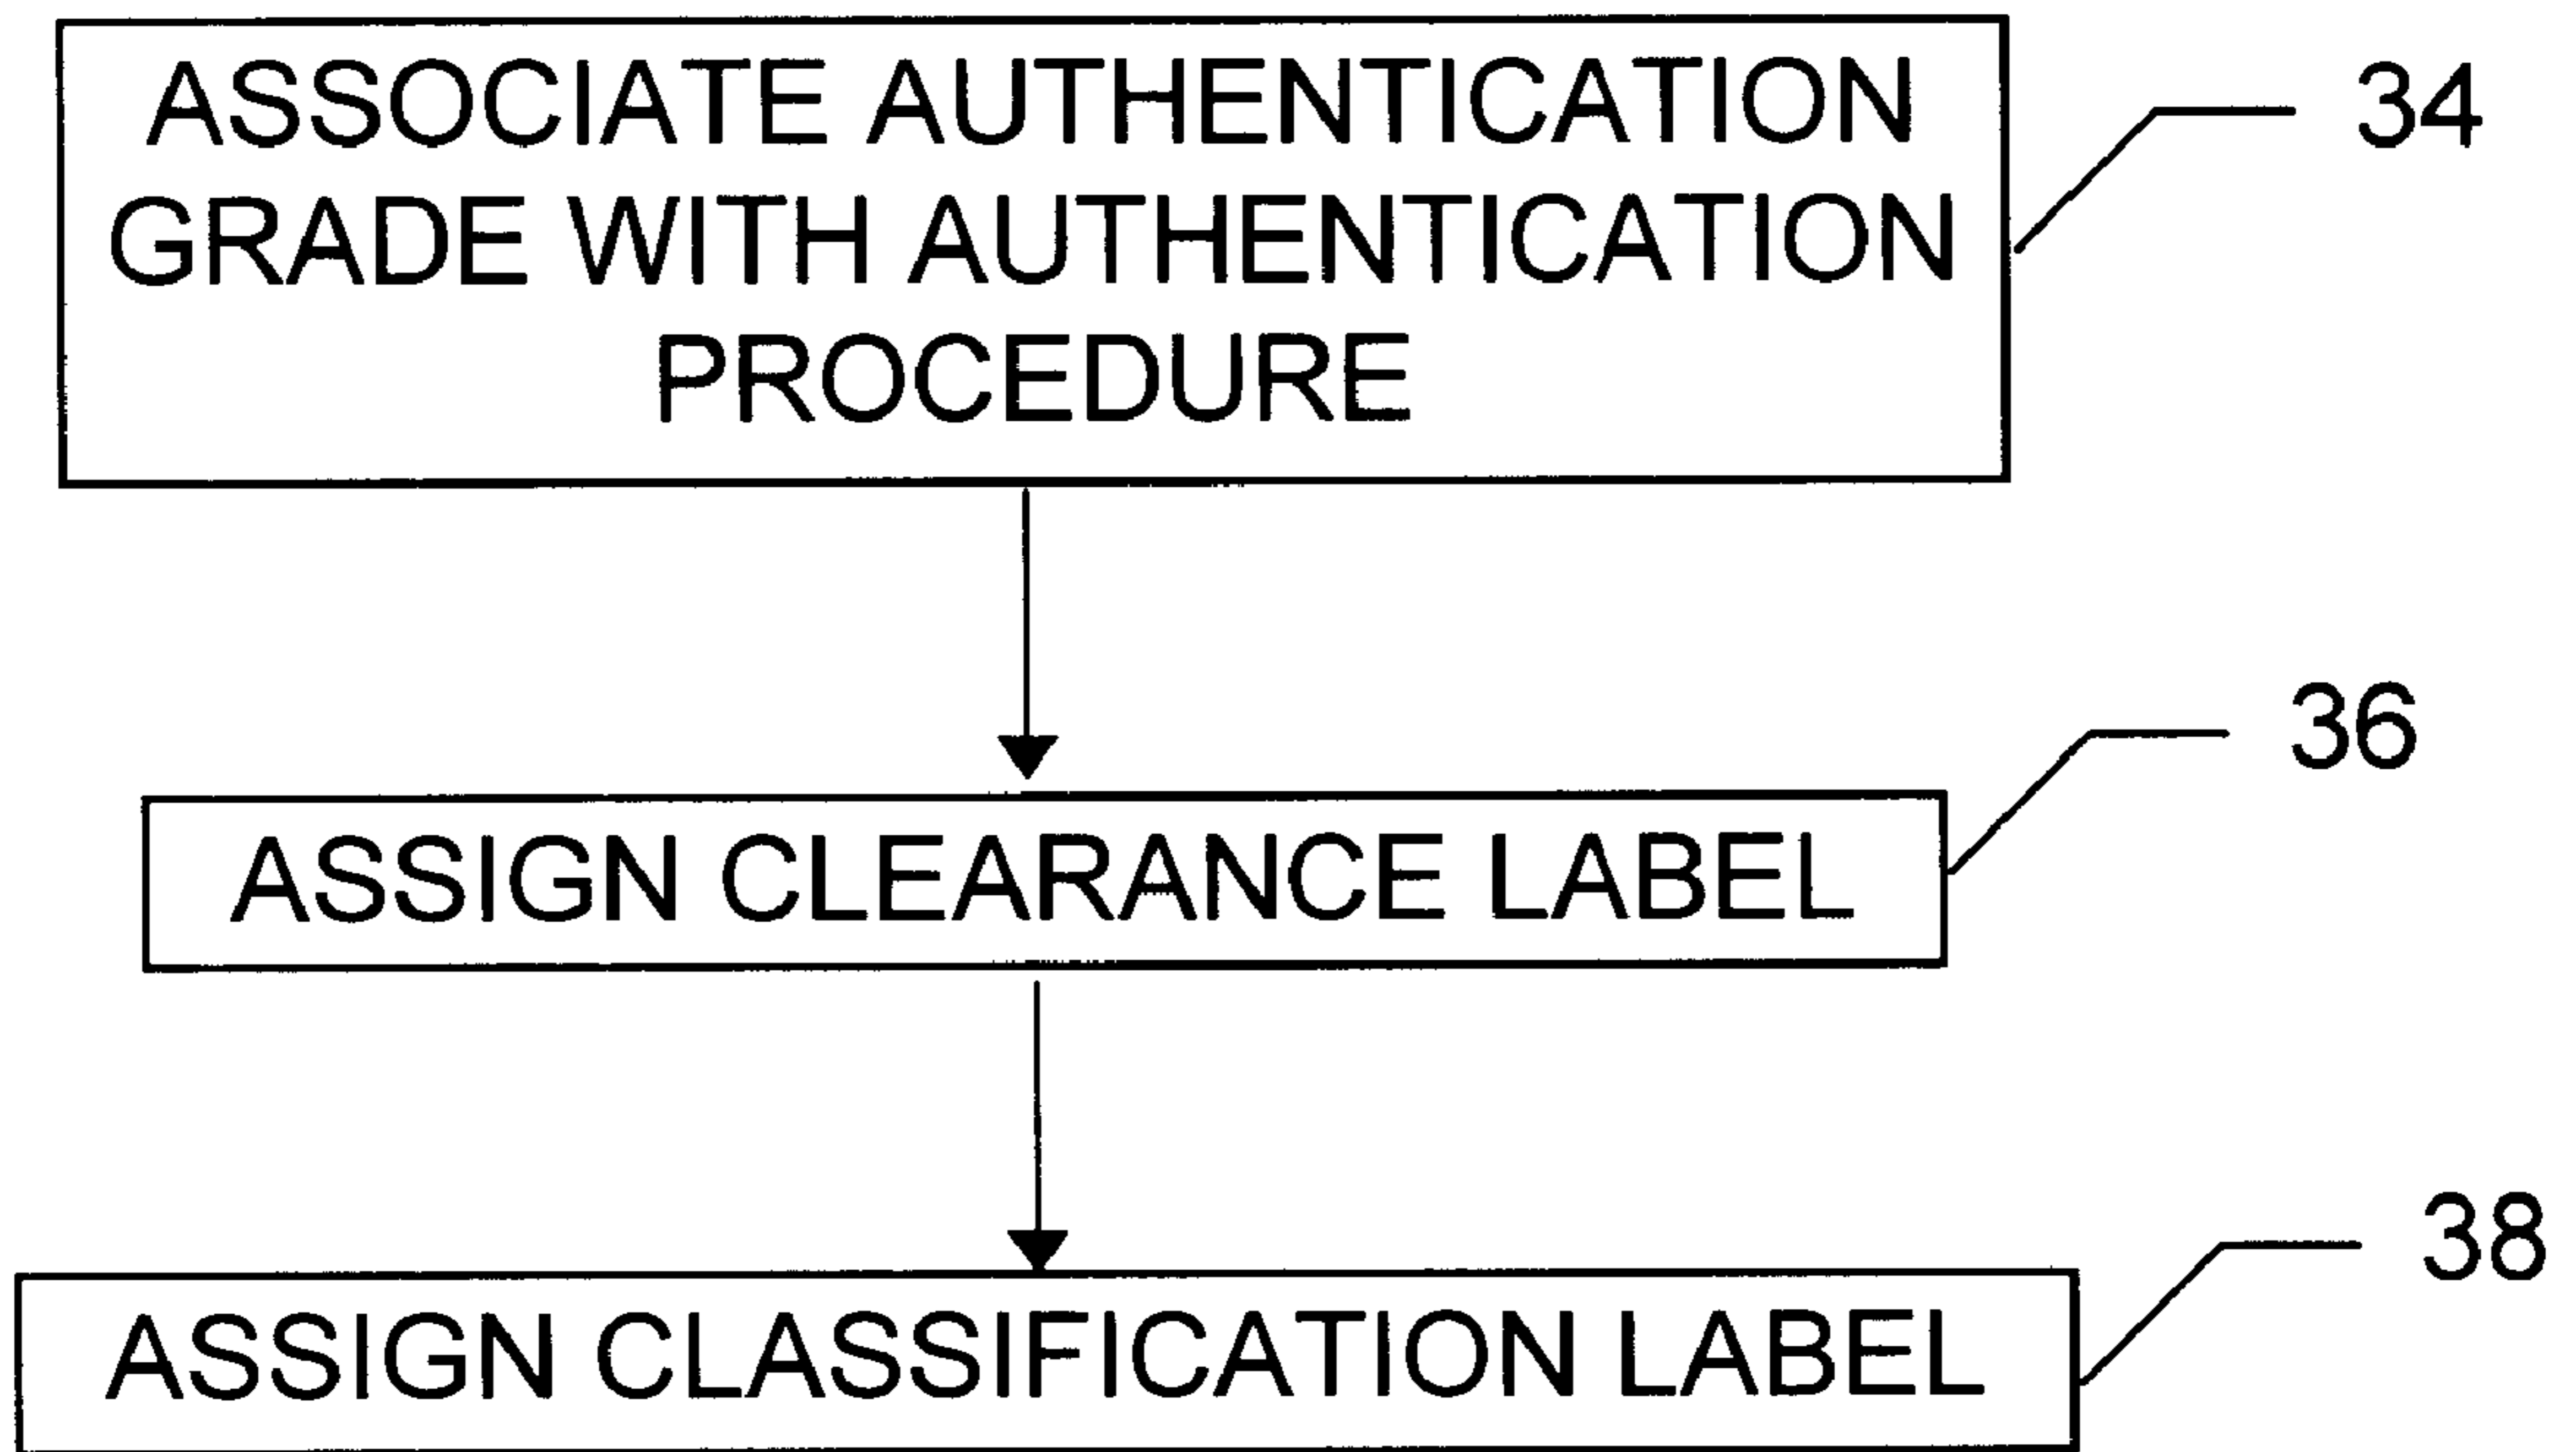 ASSOCIATE AUTHENTICATION
GRADE WITH AUTHENTICATION
PROCEDURE
34
ASSIGN CLEARANCE LABEL
36
ASSIGN CLASSIFICATION LABEL
38